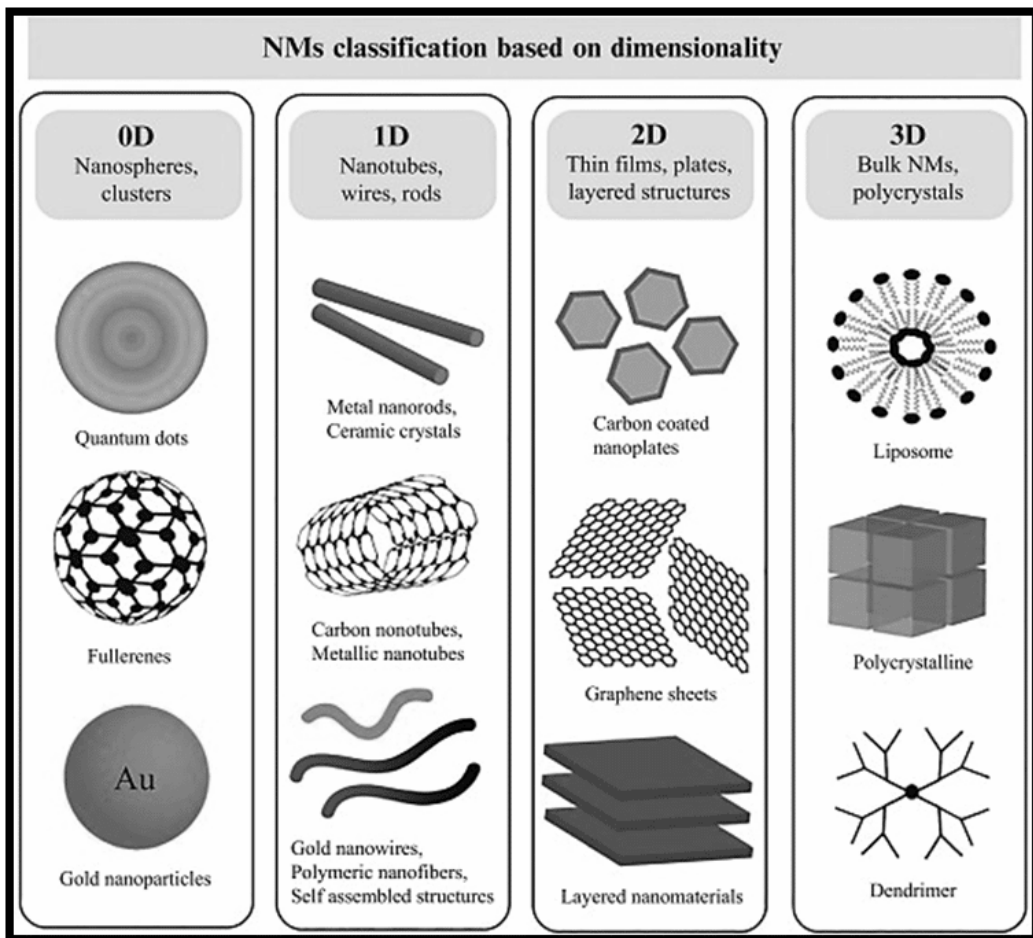 NMs classification based on dimensionality
0D
Nanospheres,
clusters
Quantum dots
Fullerenes
Au
Gold nanoparticles
1D
Nanotubes,
wires, rods
Metal nanorods,
Ceramic crystals
Carbon nonotubes,
Metallic nanotubes
Gold nanowires,
Polymeric nanofibers,
Self assembled structures
2D
Thin films, plates,
layered structures
Carbon coated
nanoplates
Graphene sheets
Layered nanomaterials
3D
Bulk NMs,
polycrystals
Liposome
Polycrystalline
Dendrimer